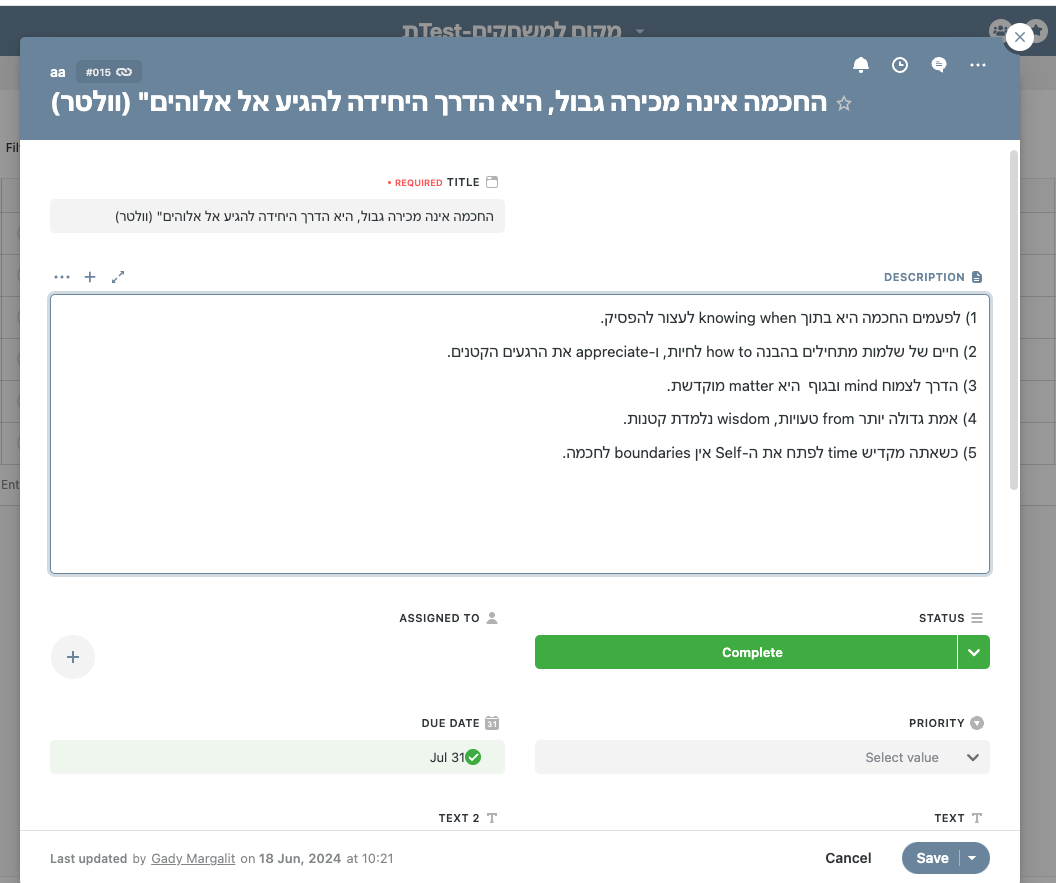 מקום למשחקים-Testת
aa #015
החכמה אינה מכירה גבול, היא הדרך היחידה להגיע אל אלוהים" (וולטר)
Fil
TITLE REQUIRED •
החכמה אינה מכירה גבול, היא הדרך היחידה להגיע אל אלוהים" (וולטר)
DESCRIPTION
1) לפעמים החכמה היא בתוך knowing when לעצור להפסיק.
2) חיים של שלמות מתחילים בהבנה how to לחיות, ו-appreciate את הרגעים הקטנים.
3) הדרך לצמוח mind ובגוף היא matter מוקדשת.
4) אמת גדולה יותר from טעויות, wisdom נלמדת קטנות.
5) כשאתה מקדיש time לפתח את ה-Self אין boundaries לחכמה.
Ent
STATUS
Complete
ASSIGNED TO
PRIORITY
Select value
DUE DATE 31
Jul 31
TEXT
TEXT 2
Last updated by Gady Margalit on 18 Jun, 2024 at 10:21
Cancel
Save